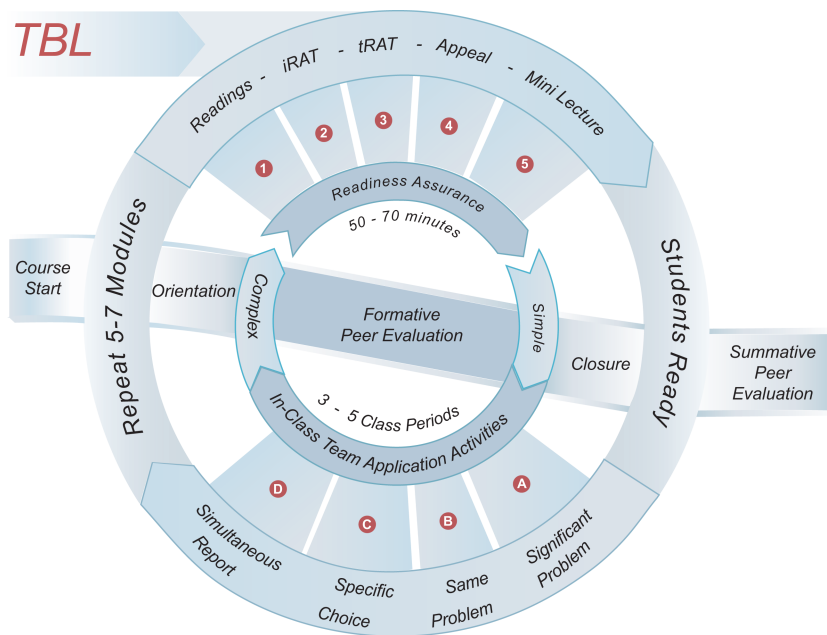 TBL
Readings - iRAT - tRAT - Appeal - Mini Lecture
1
2
3
4
5
Readiness Assurance
50 - 70 minutes
Repeat 5-7 Modules
Students Ready
Course
Start
Orientation
Complex
Formative
Peer Evaluation
Simple
Closure
Summative
Peer
Evaluation
3 - 5 Class Periods
In-Class Team Application Activities
D
C
B
A
Simultaneous
Report
Specific
Choice
Same
Problem
Significant
Problem